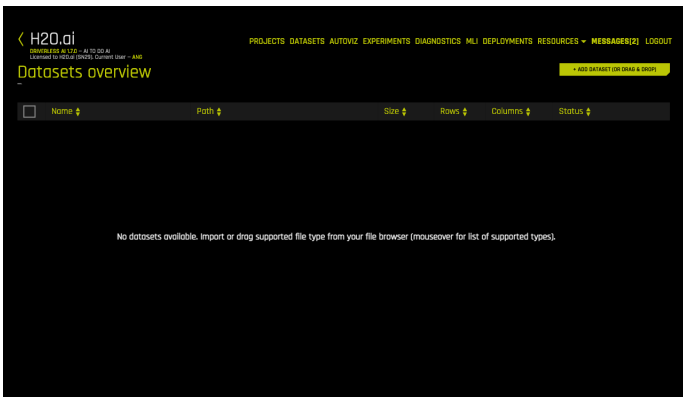 H2O.ai
DRIVERLESS AI 1.7.0 – AI TO DO AI
Licensed to H2O.ai (SN29). Current User – ANG
PROJECTS DATASETS AUTOVIZ EXPERIMENTS DIAGNOSTICS MLI DEPLOYMENTS RESOURCES MESSAGES[2] LOGOUT
Datasets overview
+ ADD DATASET (OR DRAG & DROP)
Name Path Size Rows Columns Status
No datasets available. Import or drag supported file type from your file browser (mouseover for list of supported types).